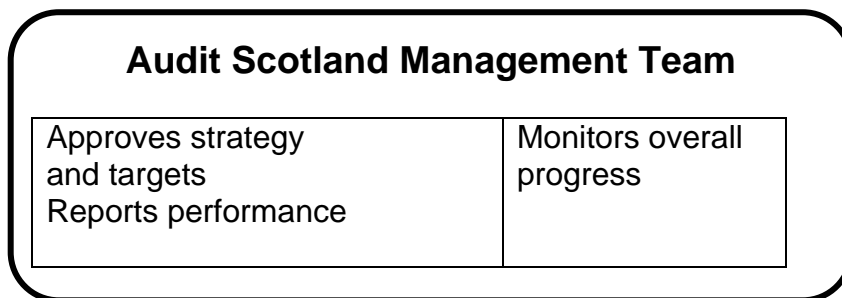 Audit Scotland Management Team
Approves strategy
and targets
Reports performance
Monitors overall
progress